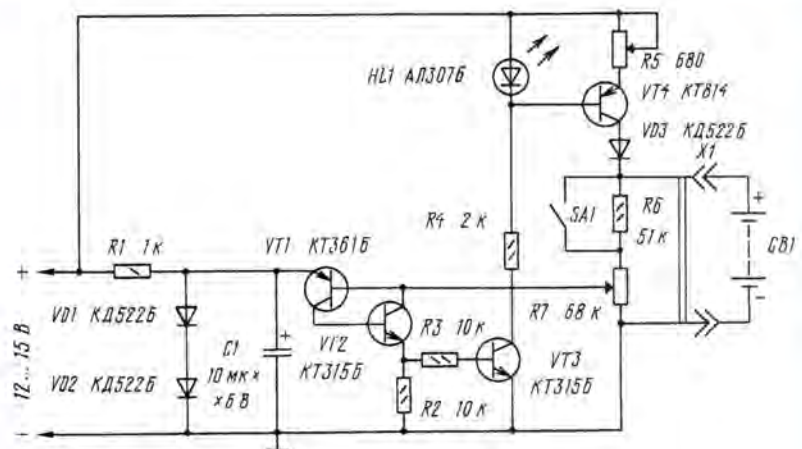 HL1 АЛ307Б
R5 680
VT4 КТ814
VD3 КД522Б
X1
SA1
R6
51 к
+
GB1
−
R4 2 к
R1 1 к
VT1 КТ361Б
+
12...15 В
−
VD1 КД522Б
VD2 КД522Б
C1
10 мк ×
× 6 В
+
VT2
КТ315Б
R3 10 к
R2 10 к
VT3
КТ315Б
R7 68 к